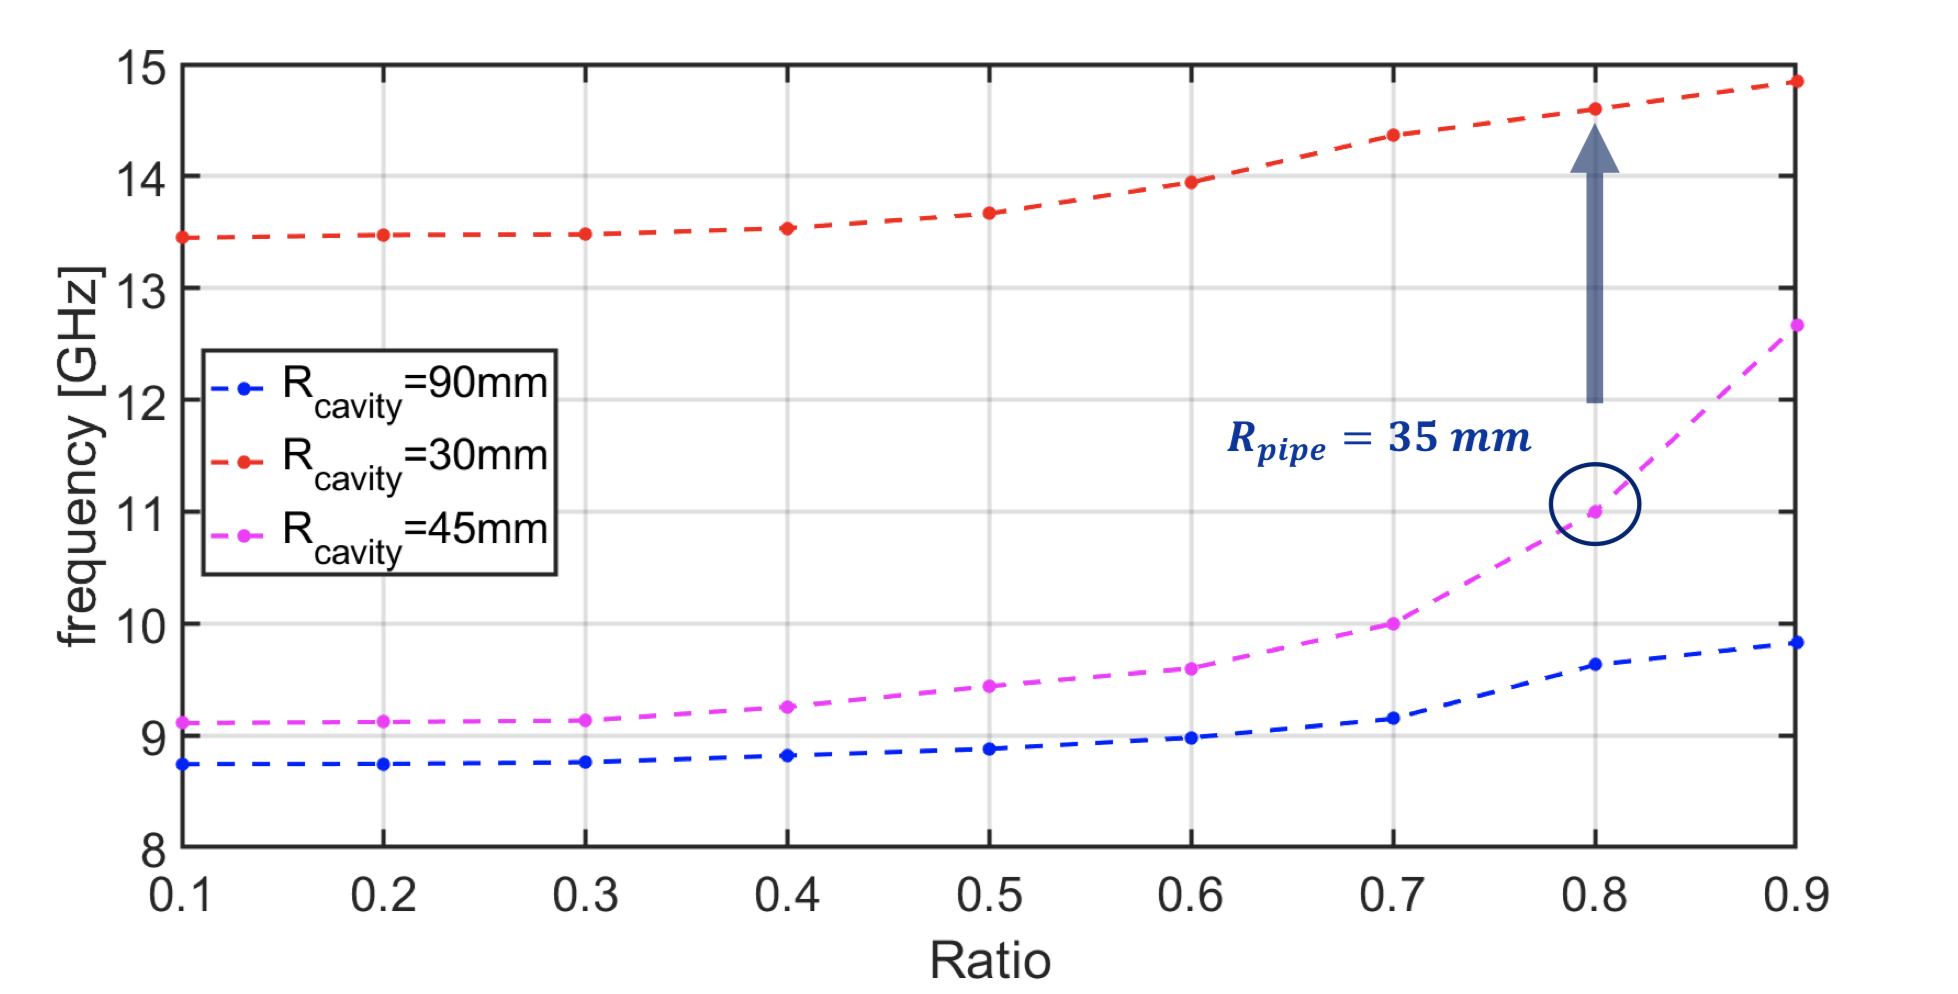 15
14
13
12
11
10
9
8
frequency [GHz]
R_cavity=90mm
R_cavity=30mm
R_cavity=45mm
R_pipe = 35 mm
0.1 0.2 0.3 0.4 0.5 0.6 0.7 0.8 0.9
Ratio